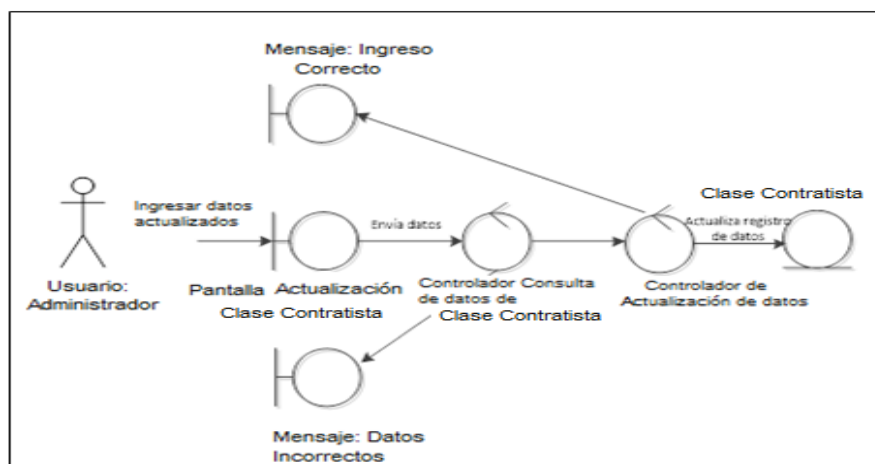 Mensaje: Ingreso
Correcto
Clase Contratista
Ingresar datos
actualizados
Envía datos
Actualiza registro
de datos
Usuario:
Administrador
Pantalla Actualización
Clase Contratista
Controlador Consulta
de datos de
Clase Contratista
Controlador de
Actualización de datos
Mensaje: Datos
Incorrectos